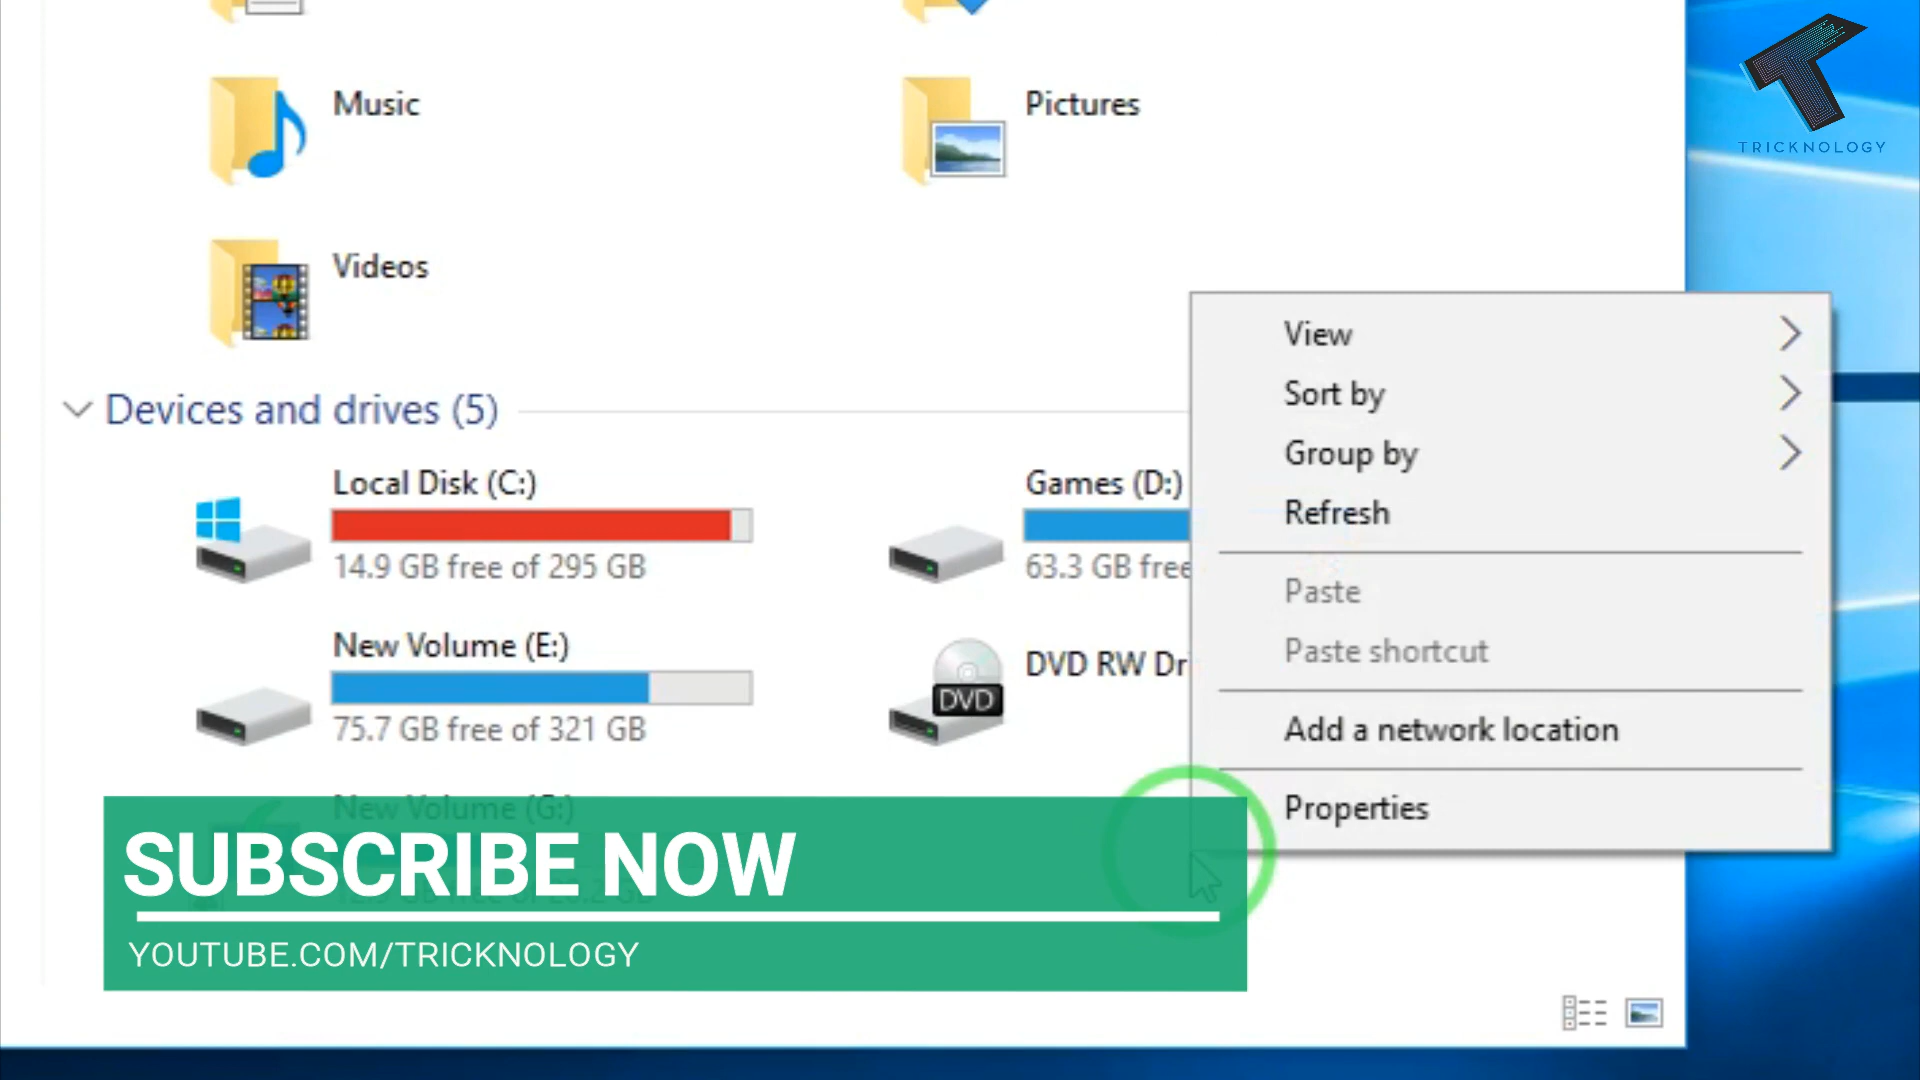 Music
Pictures
TRICKNOLOGY
Videos
View
Sort by
Group by
Refresh
Paste
Paste shortcut
Add a network location
Properties
Devices and drives (5)
Local Disk (C:)
14.9 GB free of 295 GB
Games (D:)
63.3 GB free
New Volume (E:)
75.7 GB free of 321 GB
DVD
DVD RW Dr
New Volume (G:)
SUBSCRIBE NOW
YOUTUBE.COM/TRICKNOLOGY